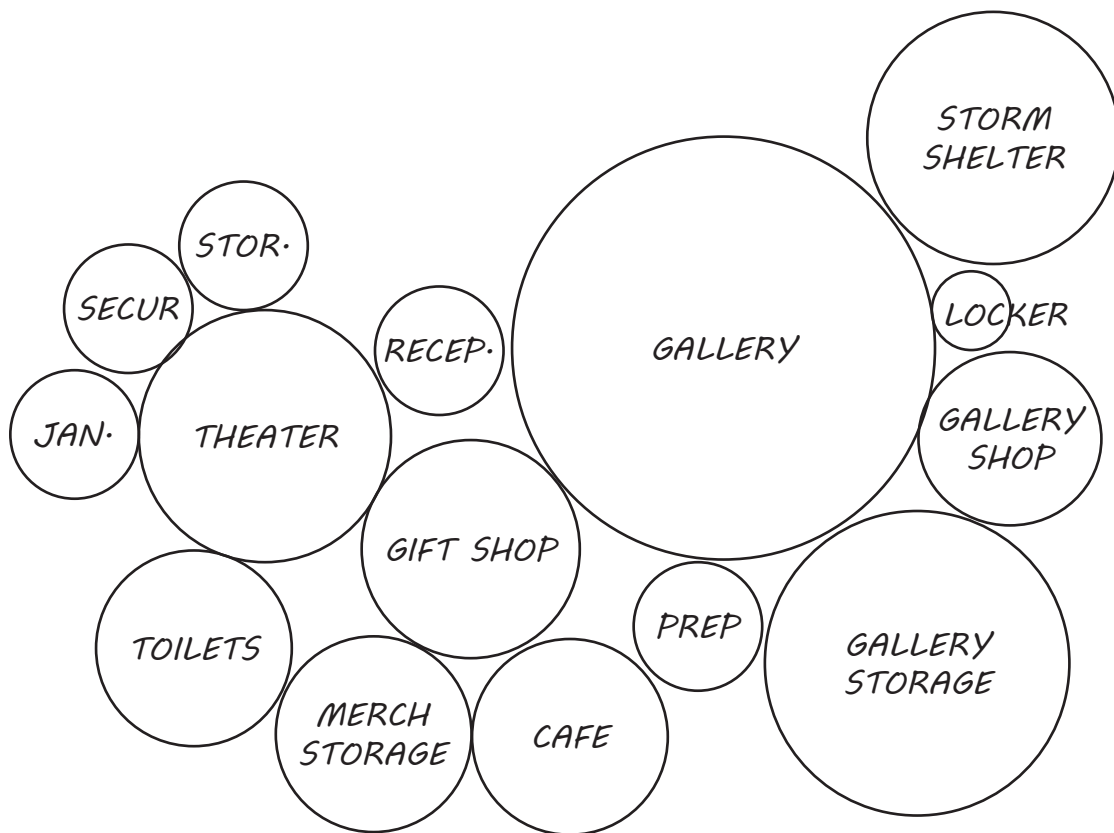 STORM
SHELTER
STOR.
SECUR
LOCKER
RECEP.
GALLERY
GALLERY
SHOP
JAN.
THEATER
GIFT SHOP
PREP
TOILETS
GALLERY
STORAGE
MERCH
STORAGE
CAFE